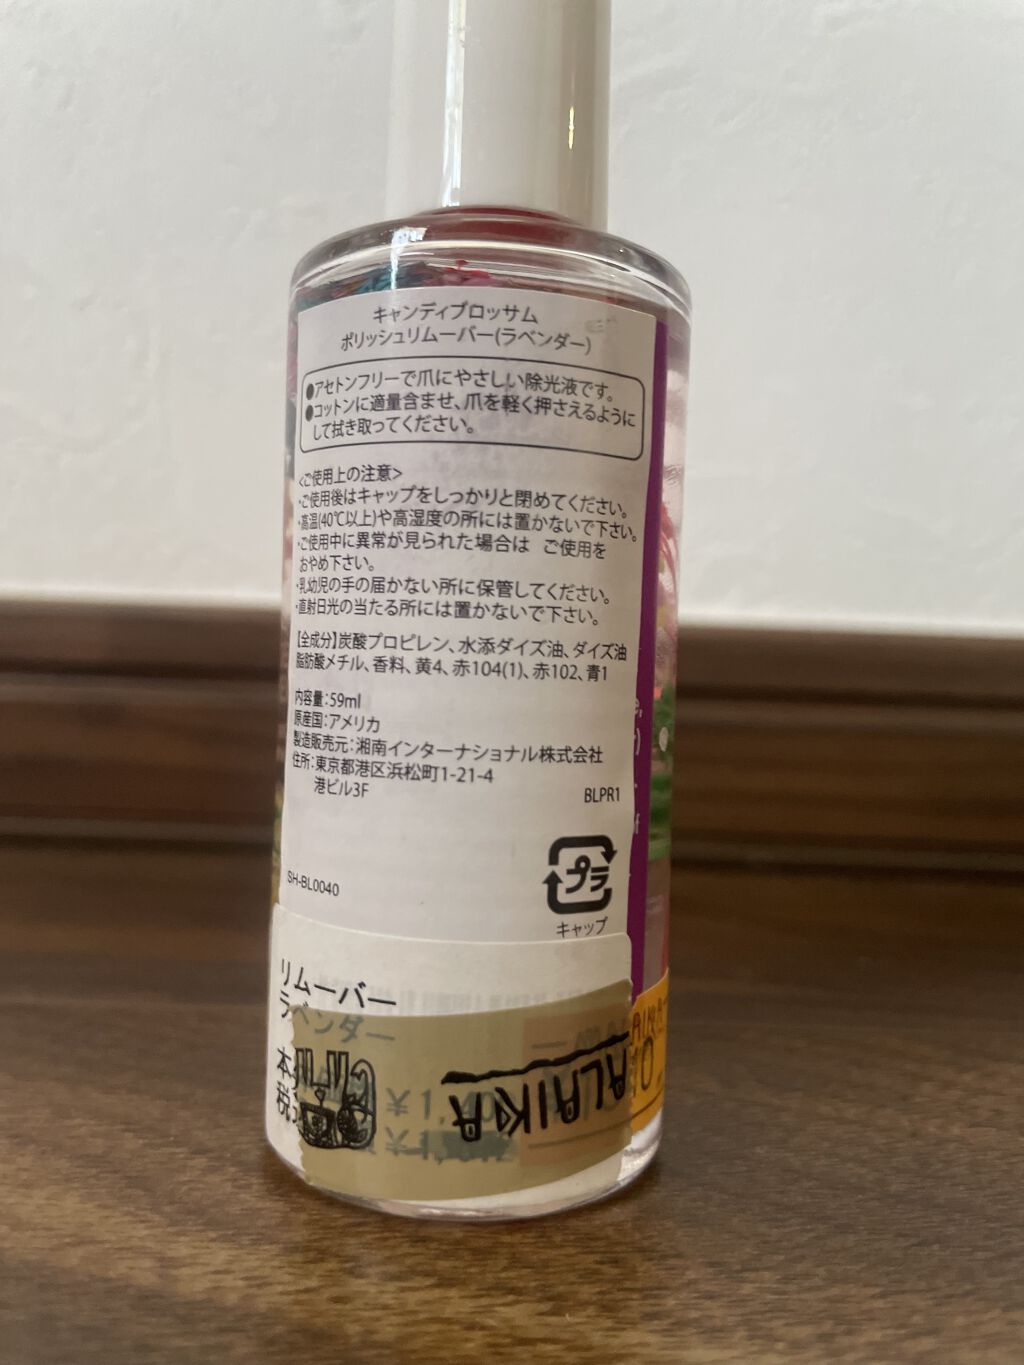 キャンディブロッサム
ポリッシュリムーバー(ラベンダー)
●アセトンフリーで爪にやさしい除光液です。
●コットンに適量含ませ、爪を軽く押さえるように
して拭き取ってください。
<ご使用上の注意>
・ご使用後はキャップをしっかりと閉めてください。
・高温(40℃以上)や高湿度の所には置かないで下さい。
・ご使用中に異常が見られた場合は ご使用を
おやめ下さい。
・乳幼児の手の届かない所に保管してください。
・直射日光の当たる所には置かないで下さい。
【全成分】炭酸プロピレン、水添ダイズ油、ダイズ油
脂肪酸メチル、香料、黄4、赤104(1)、赤102、青1
内容量：59ml
原産国：アメリカ
製造販売元：湘南インターナショナル株式会社
住所：東京都港区浜松町1-21-4
港ビル3F
BLPR1
プラ
キャップ
SH-BL0040
リムーバー
ラベンダー
本
税
¥1,40
ALAIKA